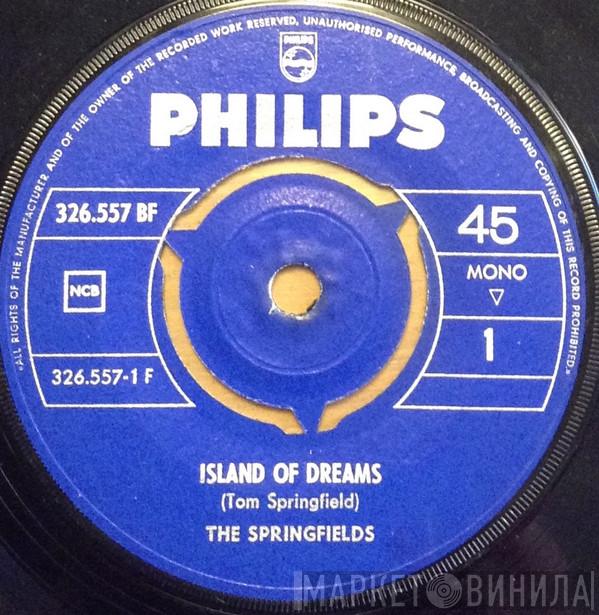 «ALL RIGHTS OF THE MANUFACTURER AND OF THE OWNER OF THE RECORDED WORK RESERVED, UNAUTHORISED PERFORMANCE, BROADCASTING AND COPYING OF THIS RECORD PROHIBITED.»
PHILIPS
PHILIPS
326.557 BF
45
NCB
MONO
326.557-1 F
1
ISLAND OF DREAMS
(Tom Springfield)
THE SPRINGFIELDS
МАРКЕТ ВИНИЛА